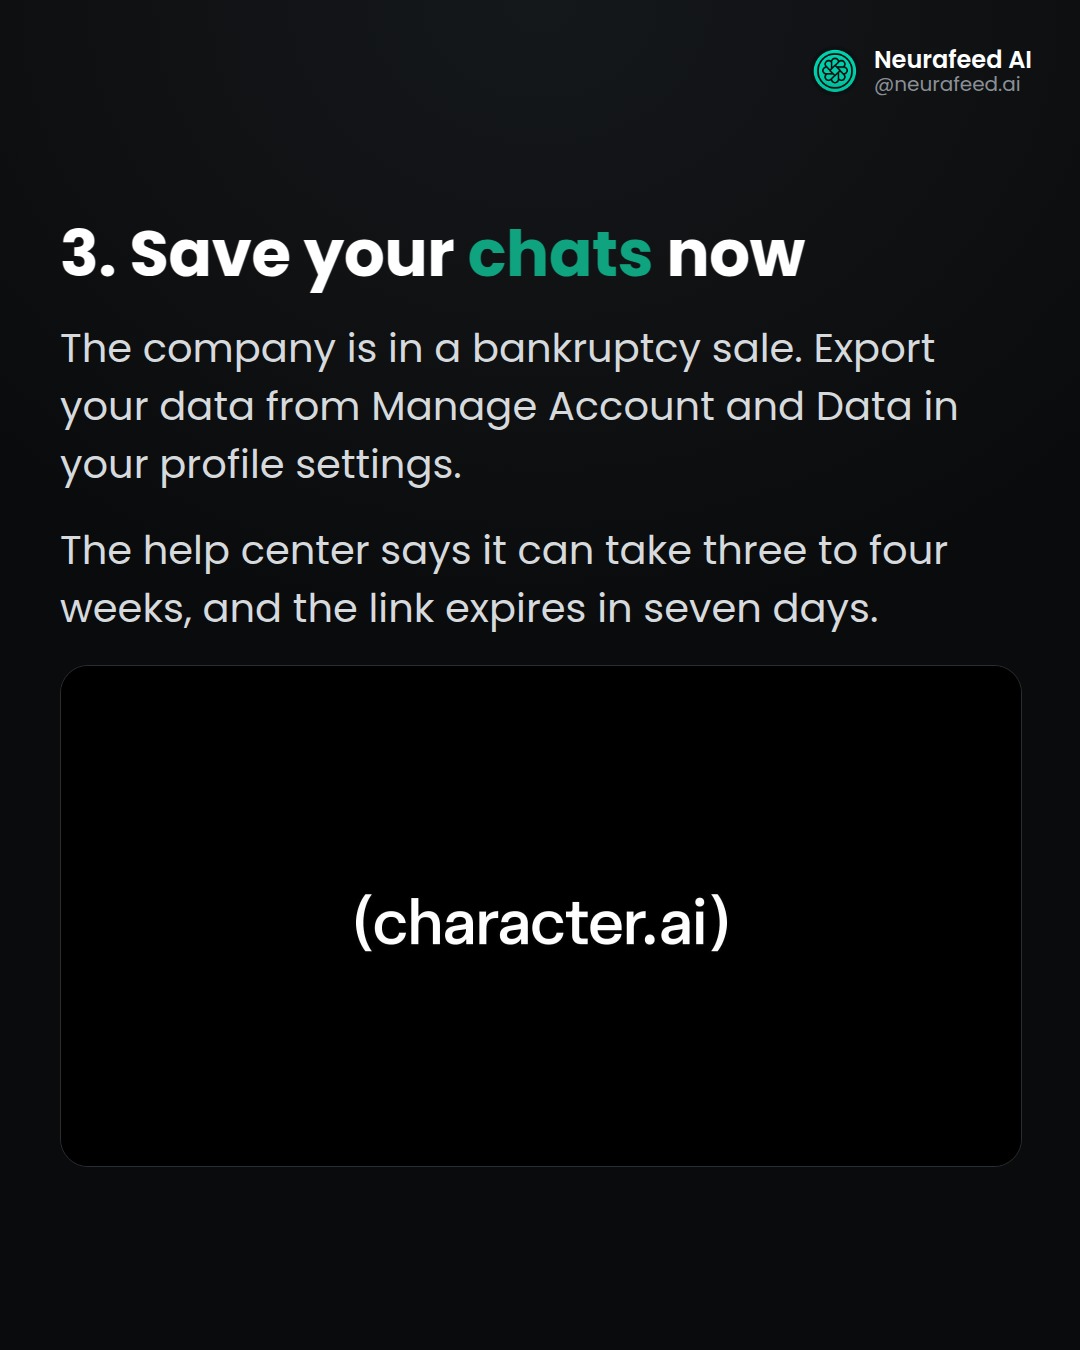 Neurafeed AI
@neurafeed.ai
3. Save your chats now
The company is in a bankruptcy sale. Export
your data from Manage Account and Data in
your profile settings.
The help center says it can take three to four
weeks, and the link expires in seven days.
(character.ai)